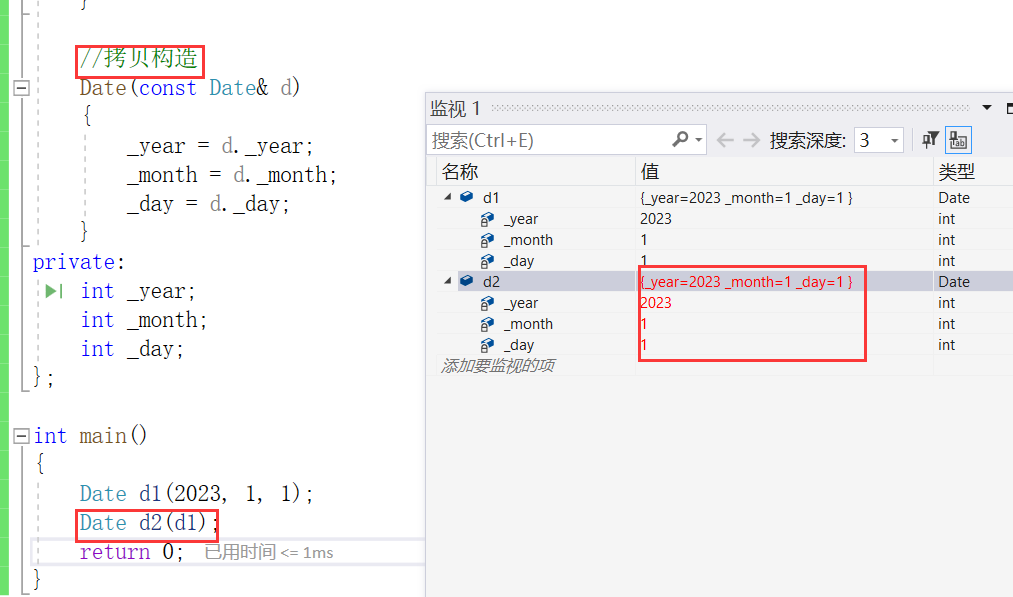 }
//拷贝构造
Date(const Date& d)
{
_year = d._year;
_month = d._month;
_day = d._day;
}
private:
int _year;
int _month;
int _day;
};
int main()
{
Date d1(2023, 1, 1);
Date d2(d1);
return 0; 已用时间 <= 1ms
}
监视 1
搜索(Ctrl+E) 搜索深度: 3
名称 值 类型
d1 {_year=2023 _month=1 _day=1 } Date
_year 2023 int
_month 1 int
_day 1 int
d2 {_year=2023 _month=1 _day=1 } Date
_year 2023 int
_month 1 int
_day 1 int
添加要监视的项